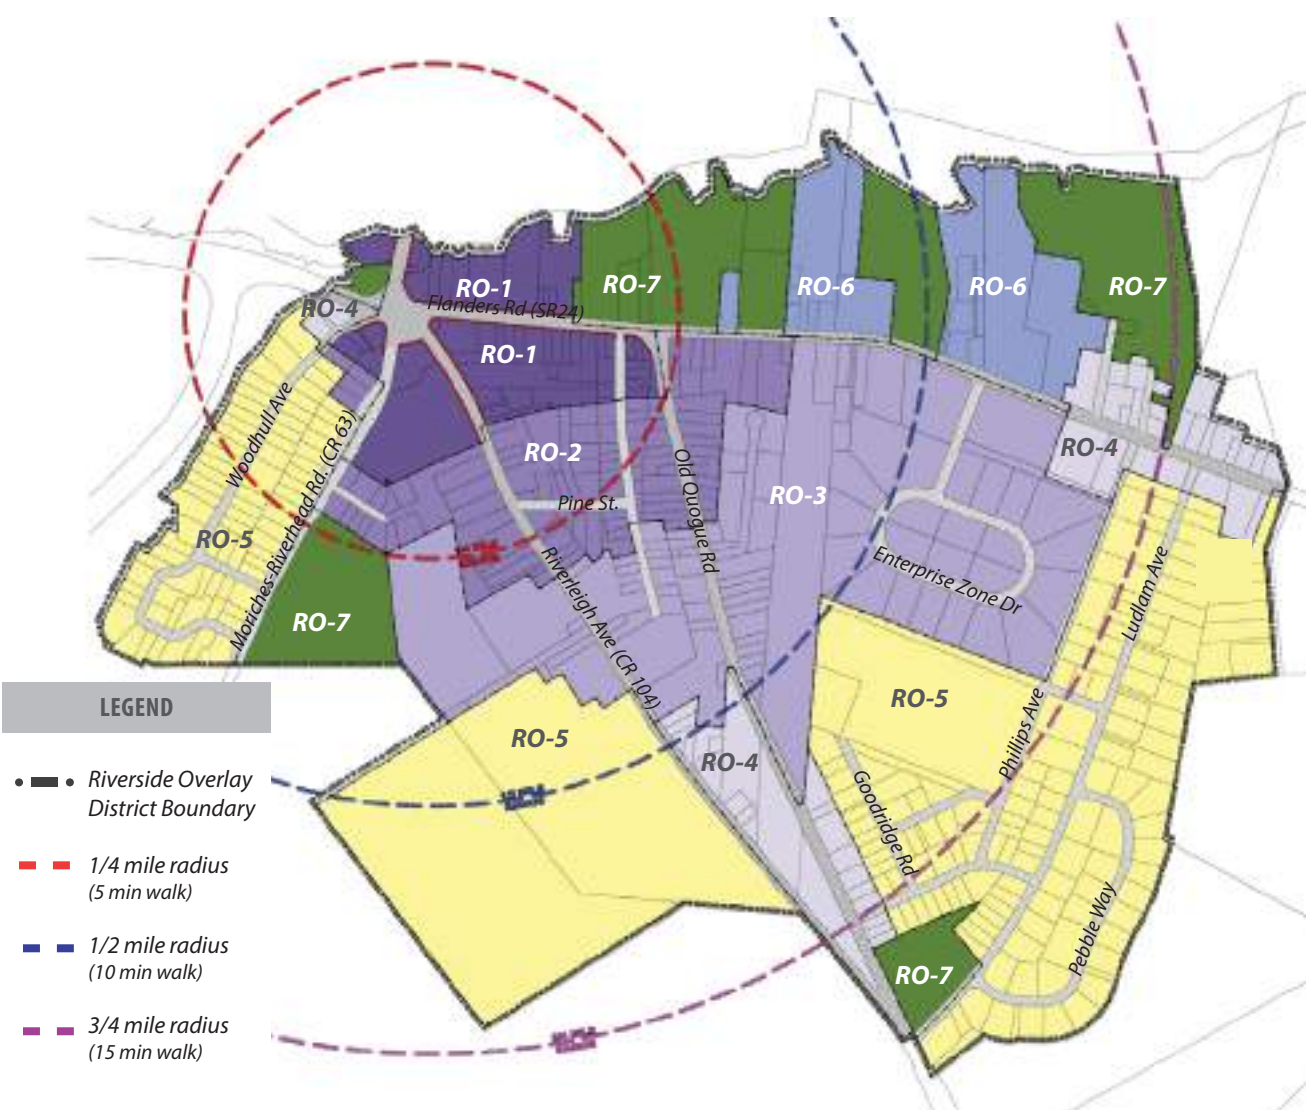 RO-1
RO-7
RO-6
RO-6
RO-7
RO-4
Flanders Rd (SR24)
RO-1
Woodhull Ave
Moriches-Riverhead Rd. (CR 63)
RO-2
Pine St.
Old Quogue Rd
RO-3
RO-4
RO-5
RO-7
Riverleigh Ave (CR 104)
Enterprise Zone Dr
Ludlam Ave
RO-5
Phillips Ave
RO-5
RO-4
Goodridge Rd
Pebble Way
RO-7
LEGEND
Riverside Overlay
District Boundary
1/4 mile radius
(5 min walk)
1/2 mile radius
(10 min walk)
3/4 mile radius
(15 min walk)